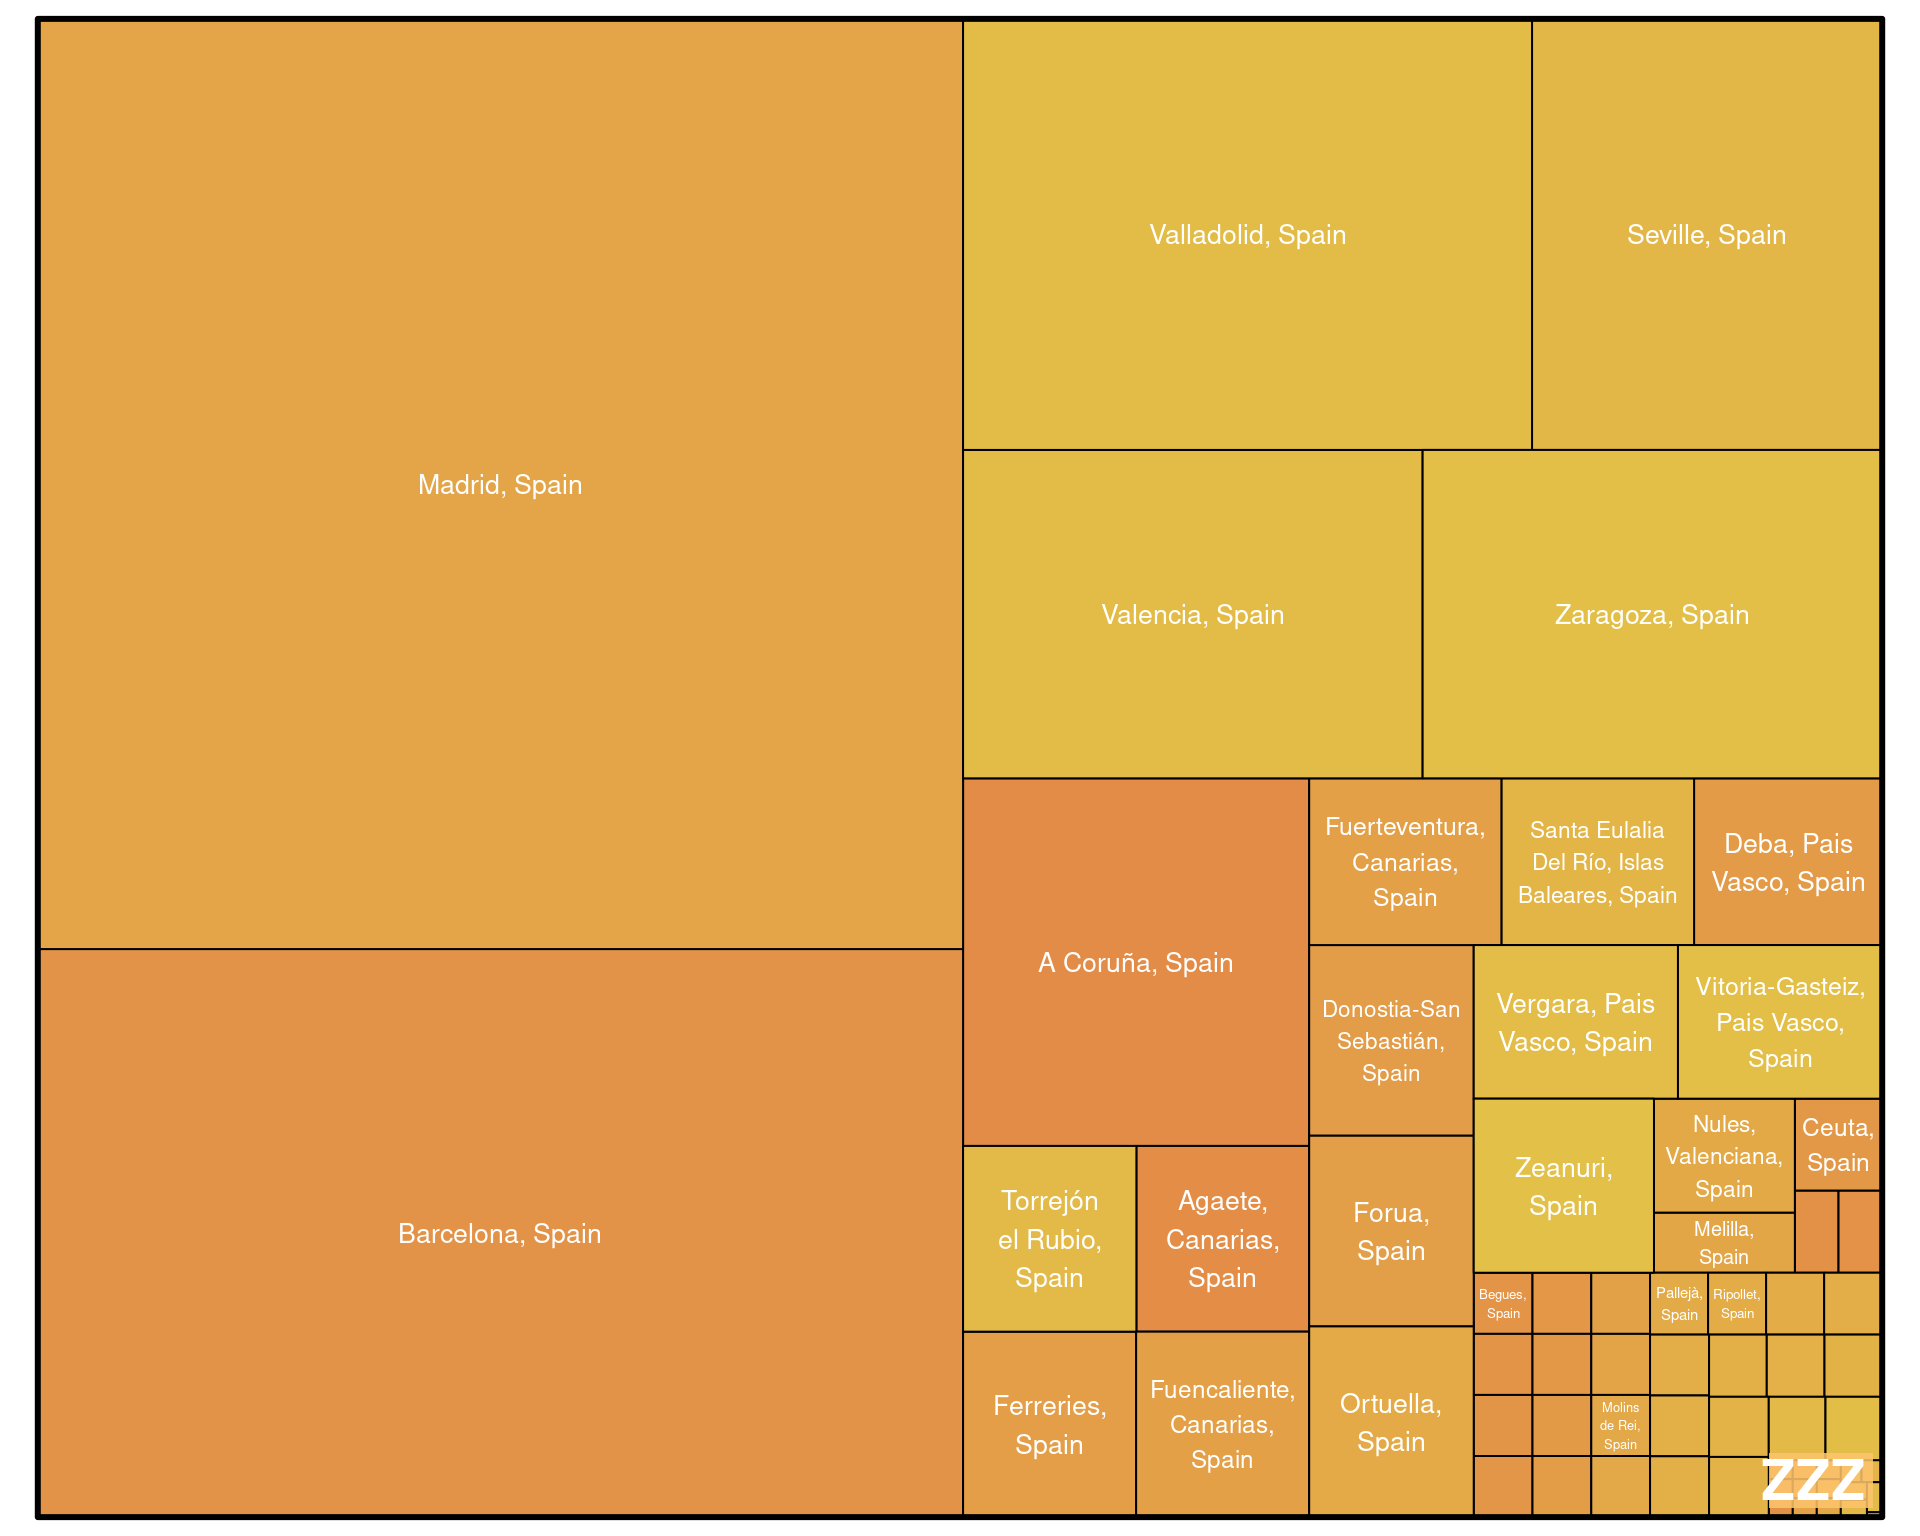 Madrid, Spain
Barcelona, Spain
Valladolid, Spain
Seville, Spain
Valencia, Spain
Zaragoza, Spain
A Coruña, Spain
Fuerteventura,
Canarias,
Spain
Santa Eulalia
Del Río, Islas
Baleares, Spain
Deba, Pais
Vasco, Spain
Donostia-San
Sebastián,
Spain
Vergara, Pais
Vasco, Spain
Vitoria-Gasteiz,
Pais Vasco,
Spain
Zeanuri,
Spain
Nules,
Valenciana,
Spain
Ceuta,
Spain
Melilla,
Spain
Torrejón
el Rubio,
Spain
Agaete,
Canarias,
Spain
Forua,
Spain
Ferreries,
Spain
Fuencaliente,
Canarias,
Spain
Ortuella,
Spain
Begues,
Spain
Pallejà,
Spain
Ripollet,
Spain
Molins
de Rei,
Spain
ZZZ